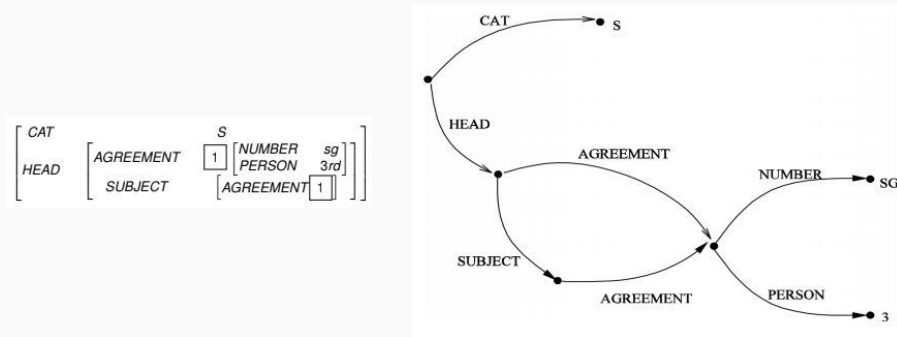 CAT S
HEAD AGREEMENT 1 NUMBER sg
PERSON 3rd
SUBJECT AGREEMENT 1
CAT
S
HEAD
AGREEMENT
NUMBER
SG
SUBJECT
AGREEMENT
PERSON
3